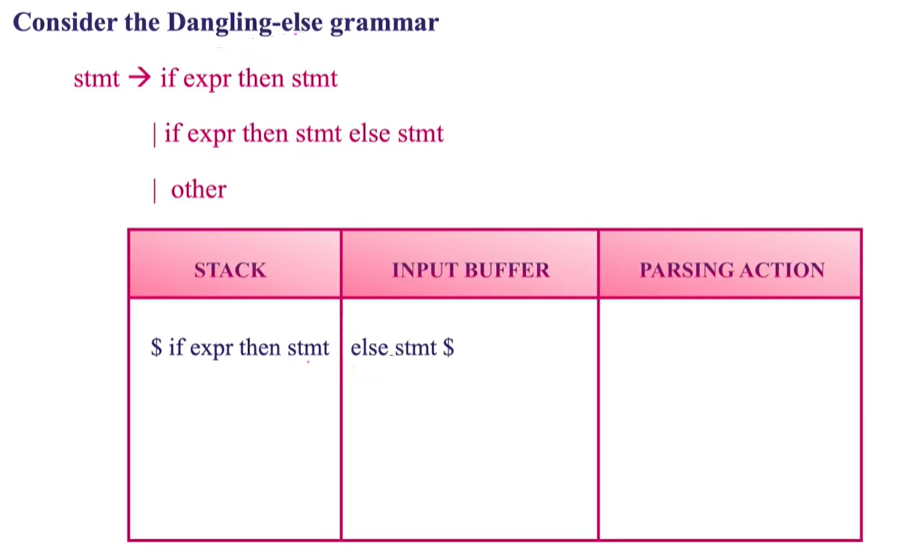 Consider the Dangling-else grammar
stmt → if expr then stmt
| if expr then stmt else stmt
| other
STACK INPUT BUFFER PARSING ACTION
$ if expr then stmt else stmt $